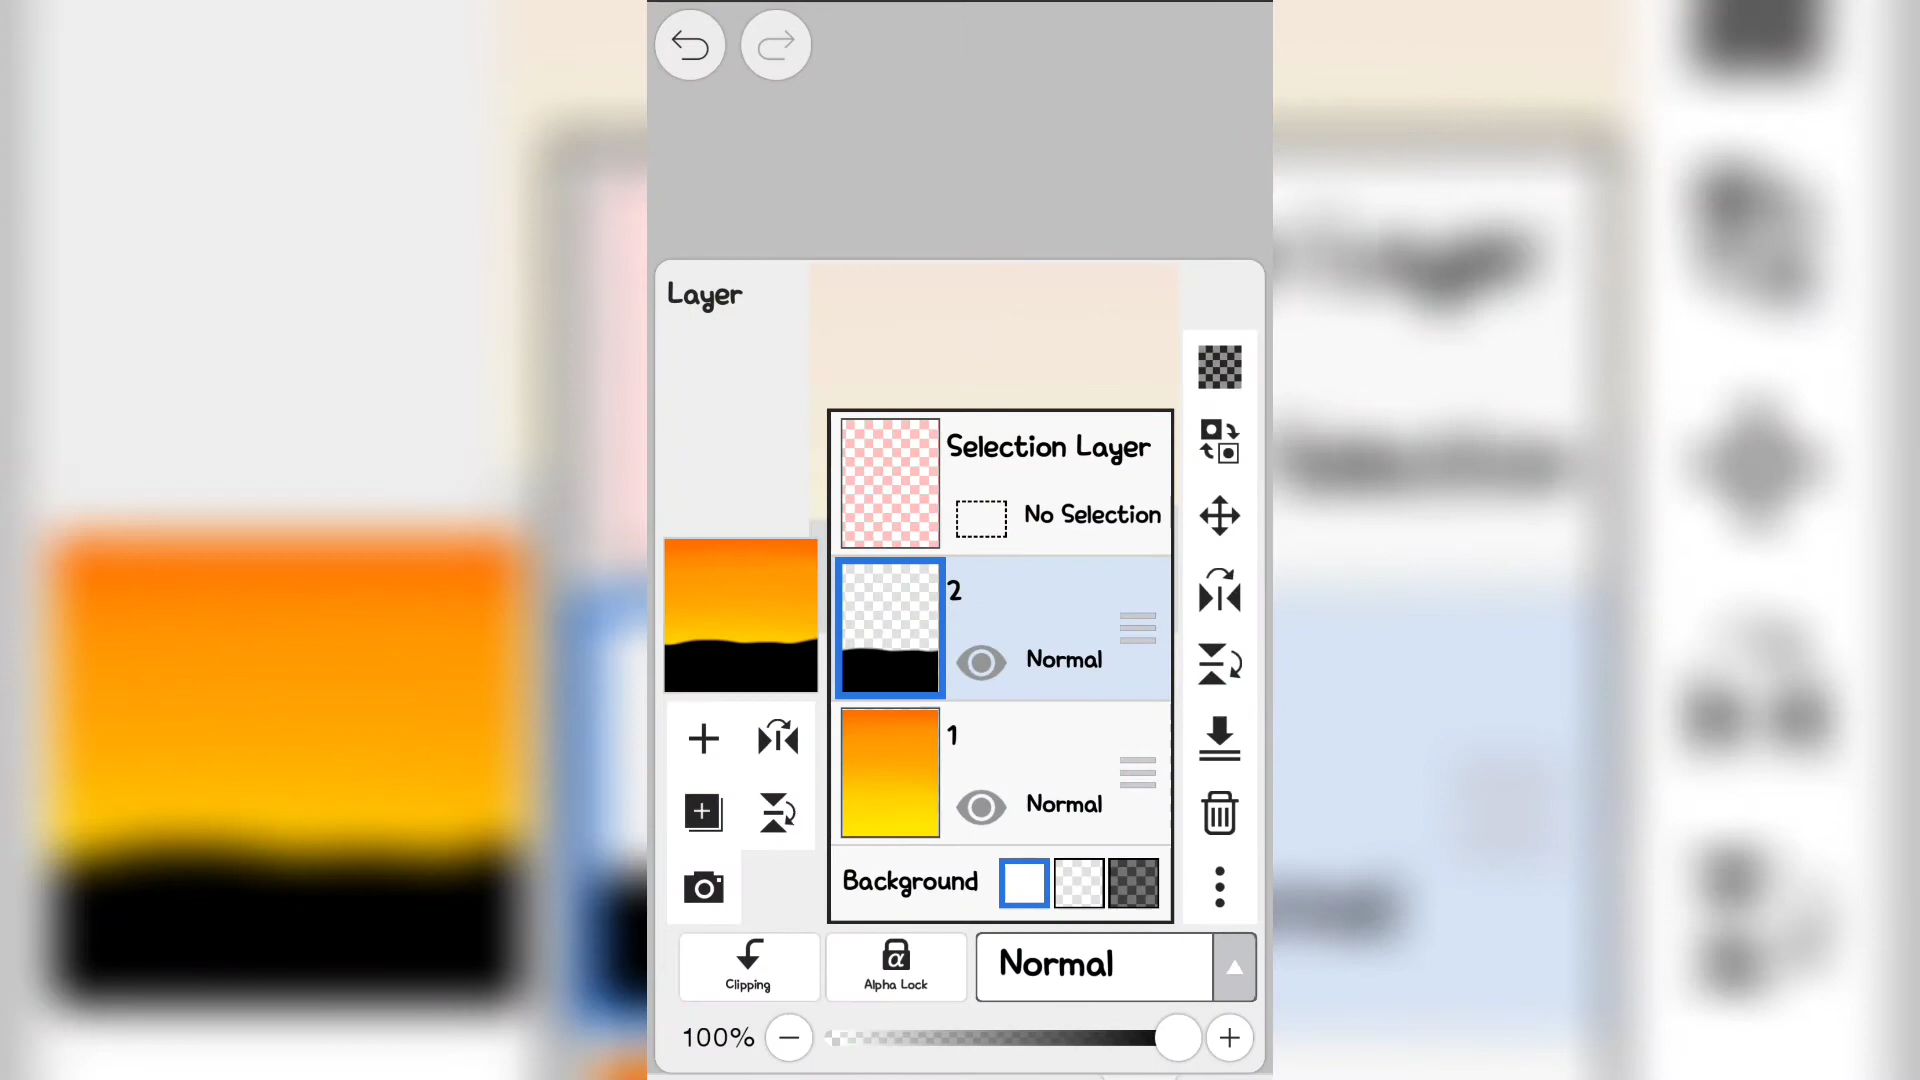 Layer
Selection Layer
No Selection
2
Normal
1
Normal
Background
Clipping
α
Alpha Lock
Normal
100%